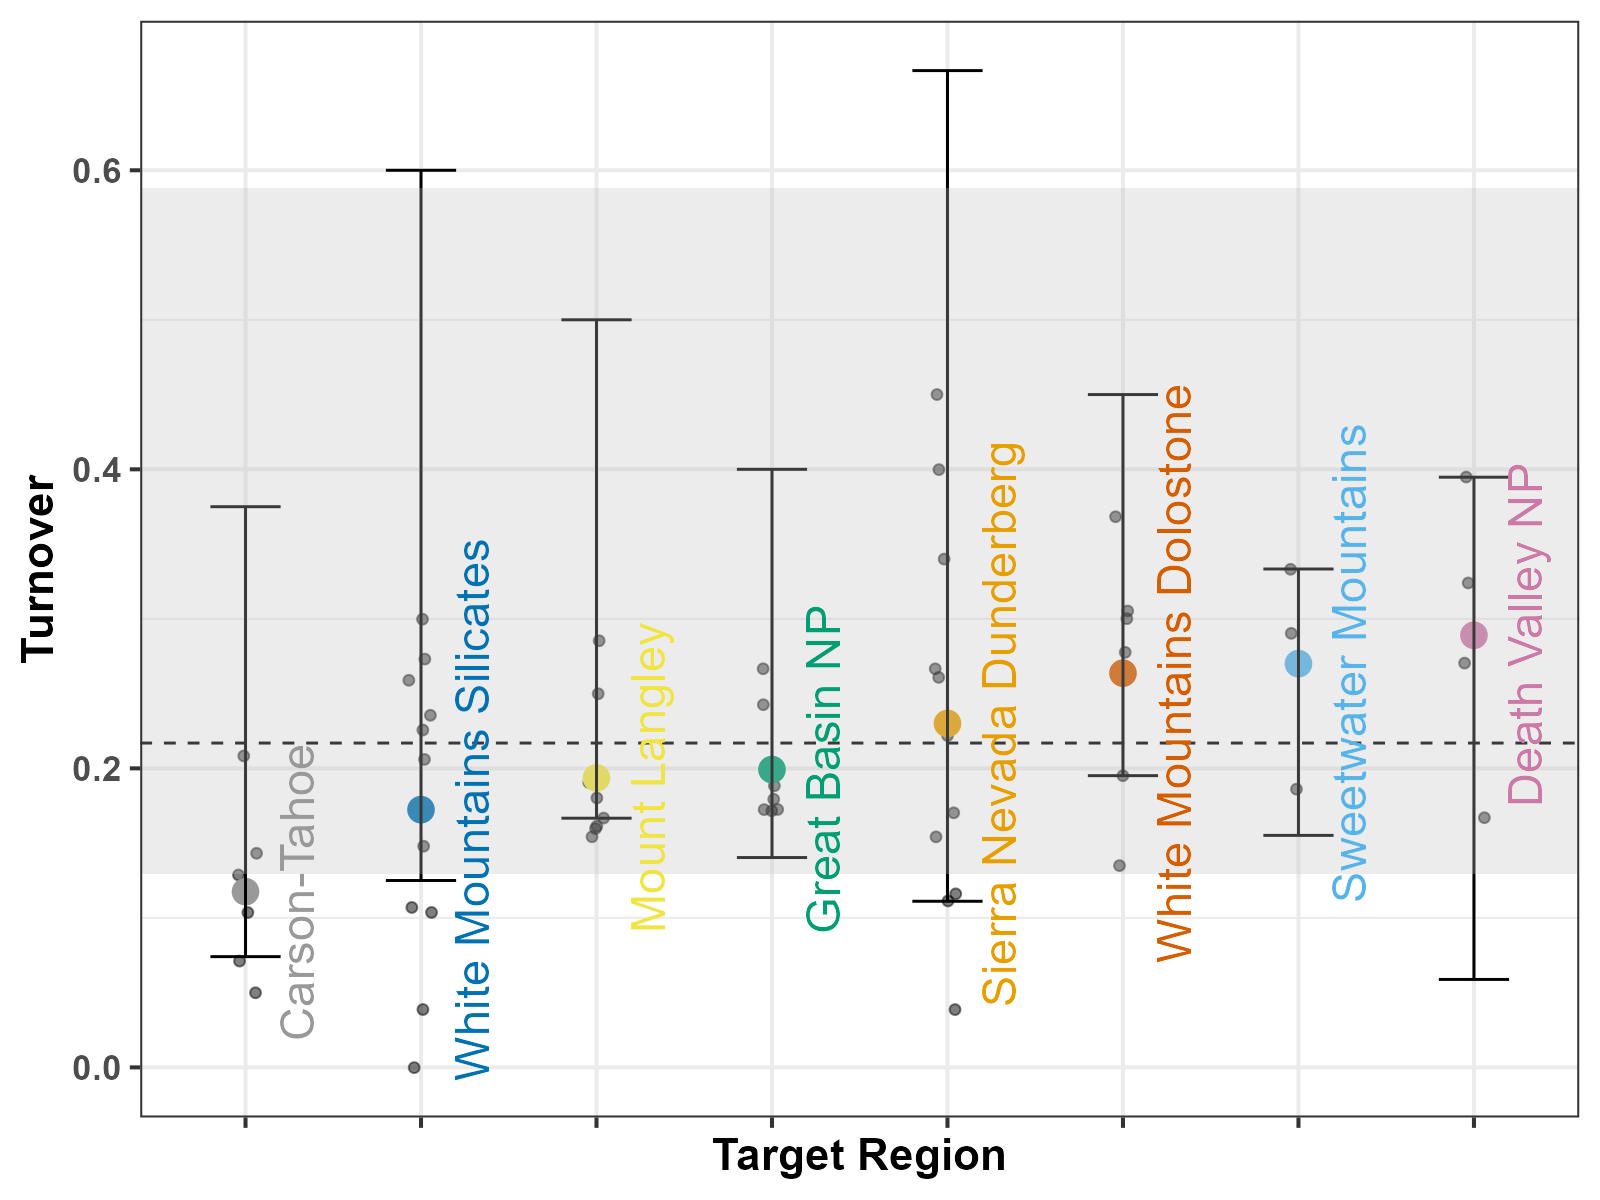 Turnover
0.6
0.4
0.2
0.0
Carson-Tahoe
White Mountains Silicates
Mount Langley
Great Basin NP
Sierra Nevada Dunderberg
White Mountains Dolostone
Sweetwater Mountains
Death Valley NP
Target Region